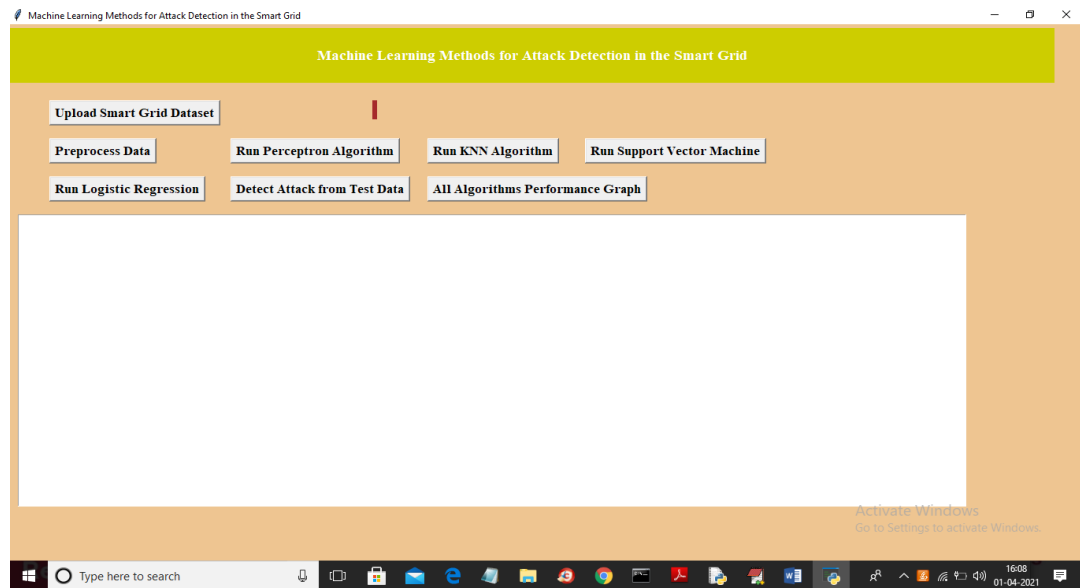 Machine Learning Methods for Attack Detection in the Smart Grid
Machine Learning Methods for Attack Detection in the Smart Grid
Upload Smart Grid Dataset
Preprocess Data Run Perceptron Algorithm Run KNN Algorithm Run Support Vector Machine
Run Logistic Regression Detect Attack from Test Data All Algorithms Performance Graph
Activate Windows
Go to Settings to activate Windows.
Type here to search
16:08
01-04-2021